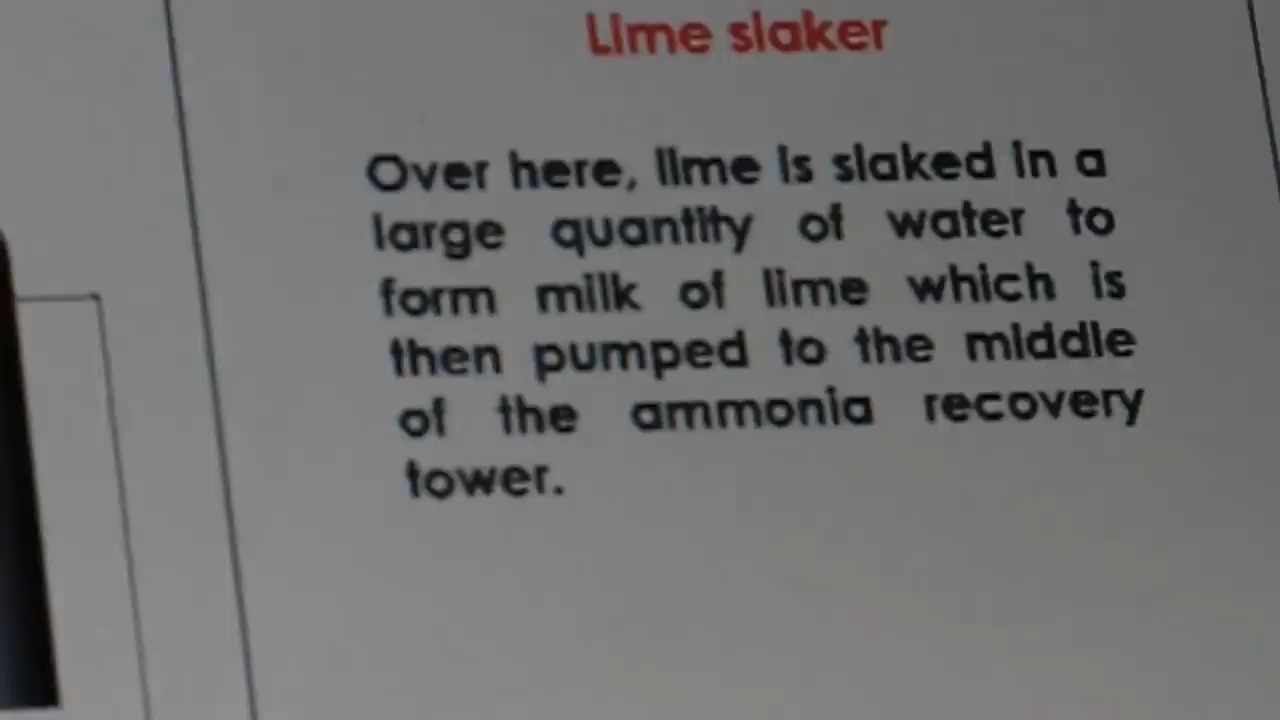 Lime slaker
Over here, lime is slaked in a
large quantity of water to
form milk of lime which is
then pumped to the middle
of the ammonia recovery
tower.